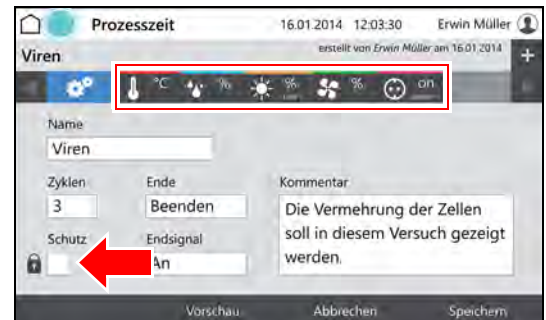 Prozesszeit 16.01.2014 12:03:30 Erwin Müller
Viren erstellt von Erwin Müller am 16.01.2014
°C % % % on
Name
Viren
Zyklen Ende Kommentar
3 Beenden Die Vermehrung der Zellen
soll in diesem Versuch gezeigt
werden.
Schutz Endsignal
An
Vorschau Abbrechen Speichern